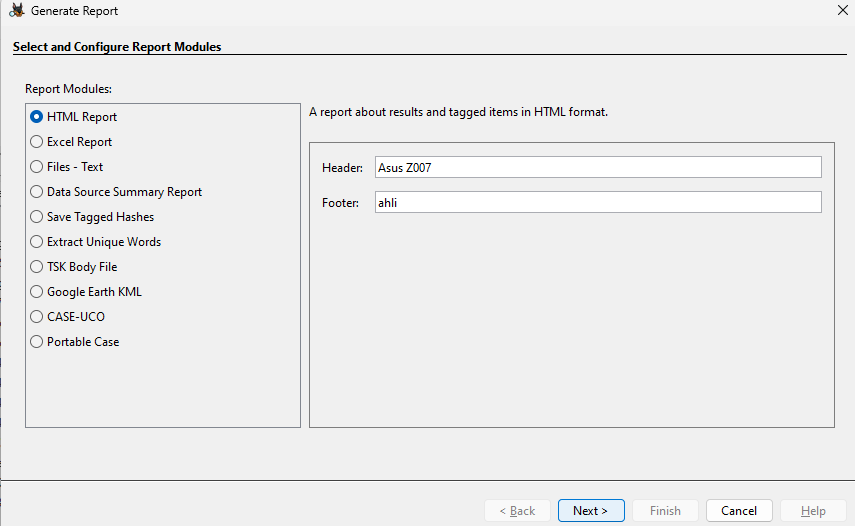 Generate Report
Select and Configure Report Modules
Report Modules:
HTML Report
Excel Report
Files - Text
Data Source Summary Report
Save Tagged Hashes
Extract Unique Words
TSK Body File
Google Earth KML
CASE-UCO
Portable Case
A report about results and tagged items in HTML format.
Header: Asus Z007
Footer: ahli
< Back Next > Finish Cancel Help